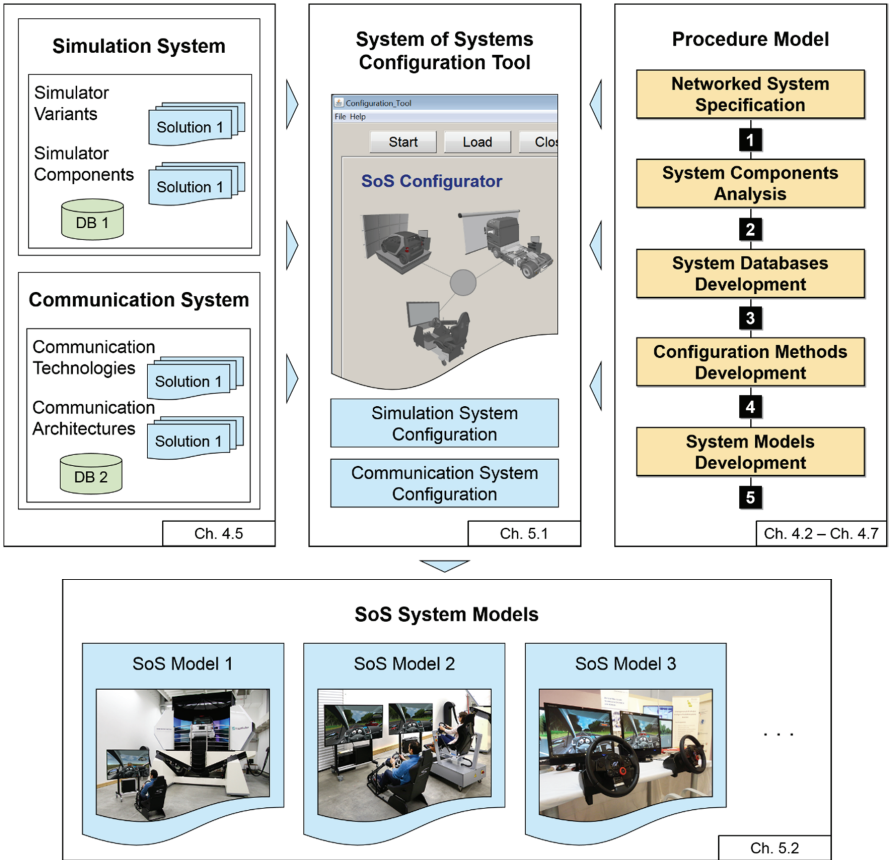 Simulation System
Simulator
Variants
Solution 1
Simulator
Components
Solution 1
DB 1
Communication System
Communication
Technologies
Solution 1
Communication
Architectures
Solution 1
DB 2
Ch. 4.5
System of Systems
Configuration Tool
Configuration_Tool
File Help
Start Load Clos
SoS Configurator
Simulation System
Configuration
Communication System
Configuration
Ch. 5.1
Procedure Model
Networked System
Specification
1
System Components
Analysis
2
System Databases
Development
3
Configuration Methods
Development
4
System Models
Development
5
Ch. 4.2 – Ch. 4.7
SoS System Models
SoS Model 1
SoS Model 2
SoS Model 3
. . .
Ch. 5.2